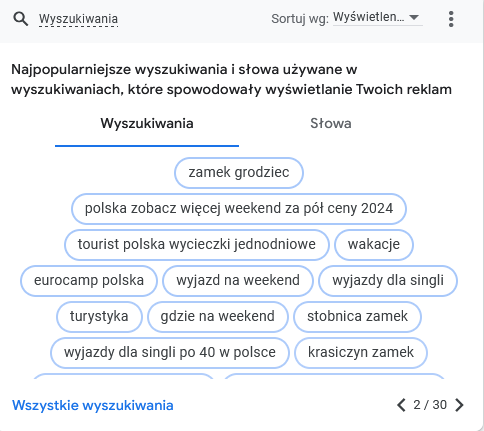 Wyszukiwania
Sortuj wg: Wyświetlen...
Najpopularniejsze wyszukiwania i słowa używane w
wyszukiwaniach, które spowodowały wyświetlanie Twoich reklam
Wyszukiwania Słowa
zamek grodziec
polska zobacz więcej weekend za pół ceny 2024
tourist polska wycieczki jednodniowe wakacje
eurocamp polska wyjazd na weekend wyjazdy dla singli
turystyka gdzie na weekend stobnica zamek
wyjazdy dla singli po 40 w polsce krasiczyn zamek
Wszystkie wyszukiwania 2 / 30